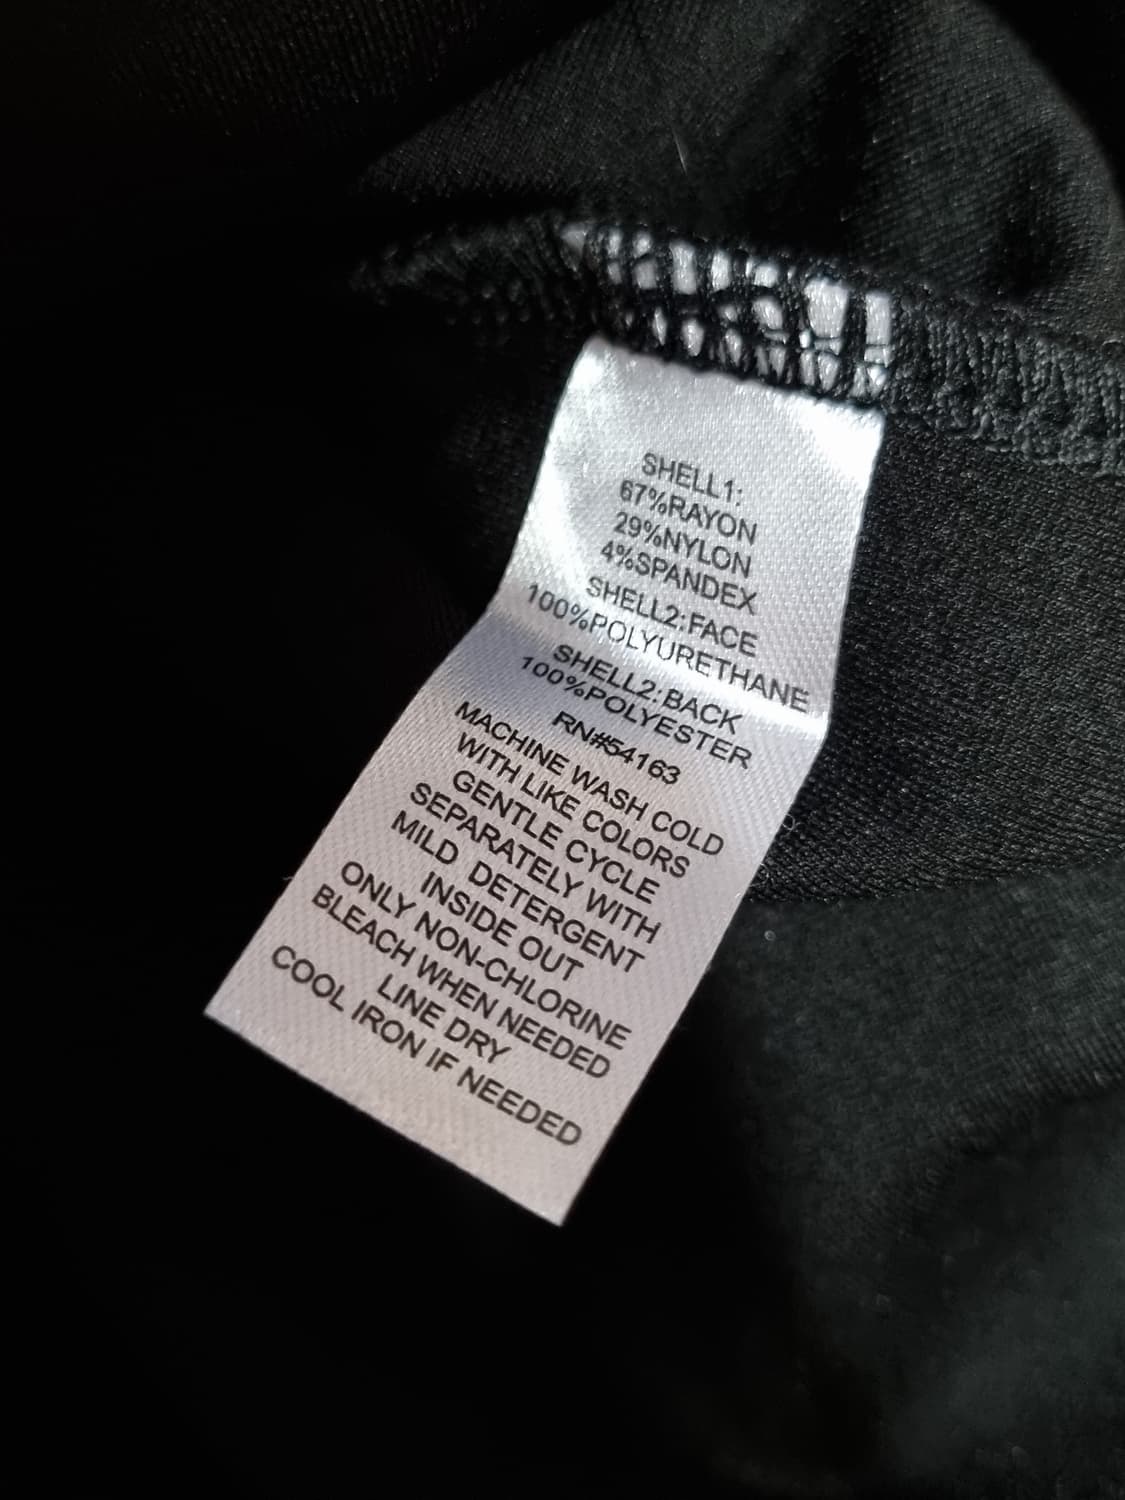 SHELL1:
67%RAYON
29%NYLON
4%SPANDEX
SHELL2:FACE
100%POLYURETHANE
SHELL2:BACK
100%POLYESTER
RN#54163
MACHINE WASH COLD
WITH LIKE COLORS
GENTLE CYCLE
SEPARATELY WITH
MILD DETERGENT
INSIDE OUT
ONLY NON-CHLORINE
BLEACH WHEN NEEDED
LINE DRY
COOL IRON IF NEEDED